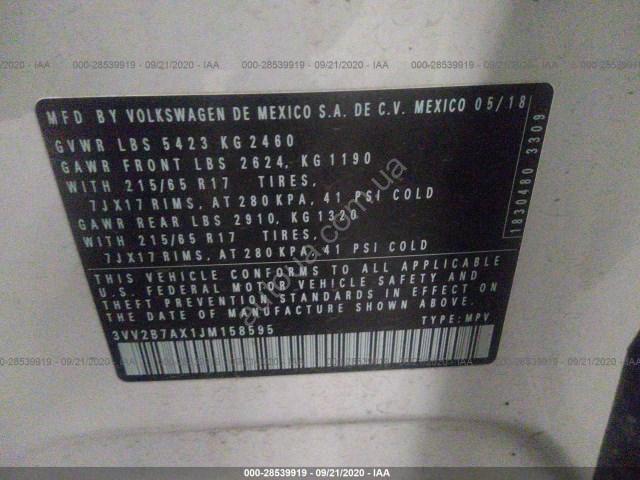 000-28539919 - 09/21/2020 - IAA
MFD BY VOLKSWAGEN DE MEXICO S.A. DE C.V. MEXICO 05/18
GVWR LBS 5423 KG 2460
GAWR FRONT LBS 2624, KG 1190
WITH 215/65 R17 TIRES,
7JX17 RIMS, AT 280 KPA, 41 PSI COLD
GAWR REAR LBS 2910, KG 1320
WITH 215/65 R17 TIRES,
7JX17 RIMS, AT 280 KPA, 41 PSI COLD
THIS VEHICLE CONFORMS TO ALL APPLICABLE
U.S. FEDERAL MOTOR VEHICLE SAFETY AND
THEFT PREVENTION STANDARDS IN EFFECT ON
THE DATE OF MANUFACTURE SHOWN ABOVE.
3VV2B7AX1JM158595 TYPE: MPV
1830480 3309
autoua.com.ua
000-28539919 - 09/21/2020 - IAA